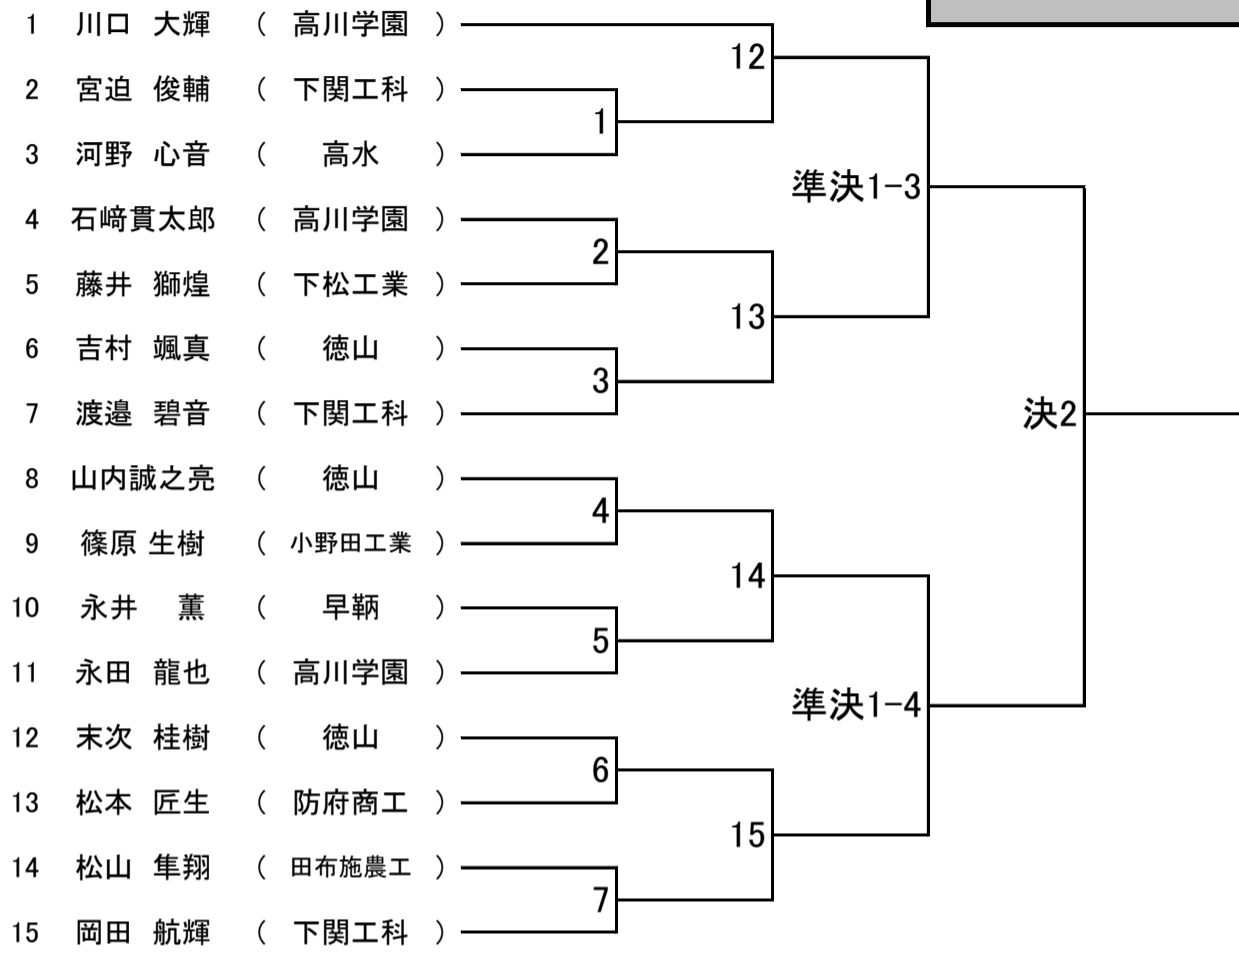 1 川口 大輝 ( 高川学園 )
12
2 宮迫 俊輔 ( 下関工科 )
1
3 河野 心音 ( 高水 )
準決1-3
4 石﨑貫太郎 ( 高川学園 )
2
5 藤井 獅煌 ( 下松工業 )
13
6 吉村 颯真 ( 徳山 )
3
7 渡邉 碧音 ( 下関工科 )
決2
8 山内誠之亮 ( 徳山 )
4
9 篠原 生樹 ( 小野田工業 )
14
10 永井 薫 ( 早鞆 )
5
11 永田 龍也 ( 高川学園 )
準決1-4
12 末次 桂樹 ( 徳山 )
6
13 松本 匠生 ( 防府商工 )
15
14 松山 隼翔 ( 田布施農工 )
7
15 岡田 航輝 ( 下関工科 )